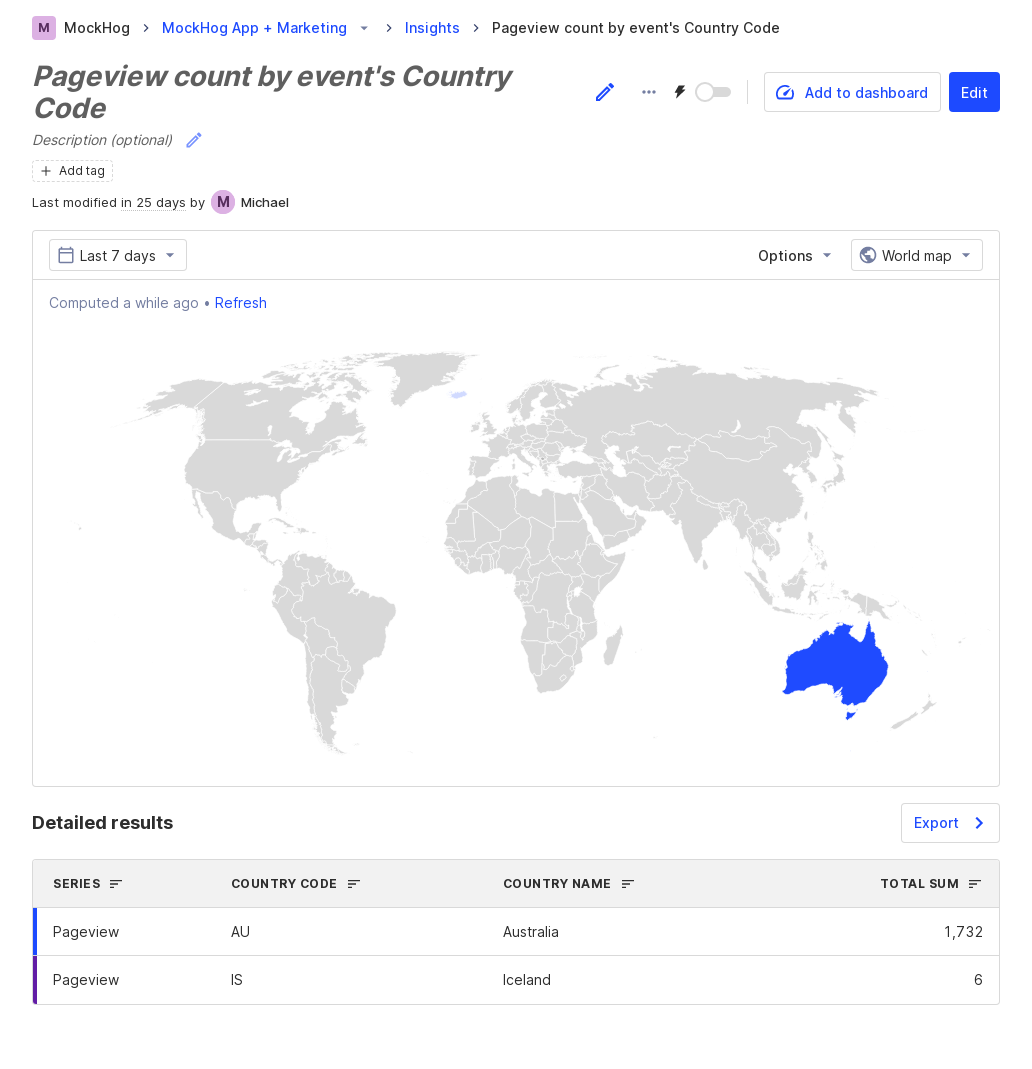 M MockHog MockHog App + Marketing Insights Pageview count by event's Country Code
Pageview count by event's Country
Code
Add to dashboard
Edit
Description (optional)
Add tag
Last modified in 25 days by M Michael
Last 7 days
Options
World map
Computed a while ago • Refresh
Detailed results
Export
SERIES COUNTRY CODE COUNTRY NAME TOTAL SUM
Pageview AU Australia 1,732
Pageview IS Iceland 6